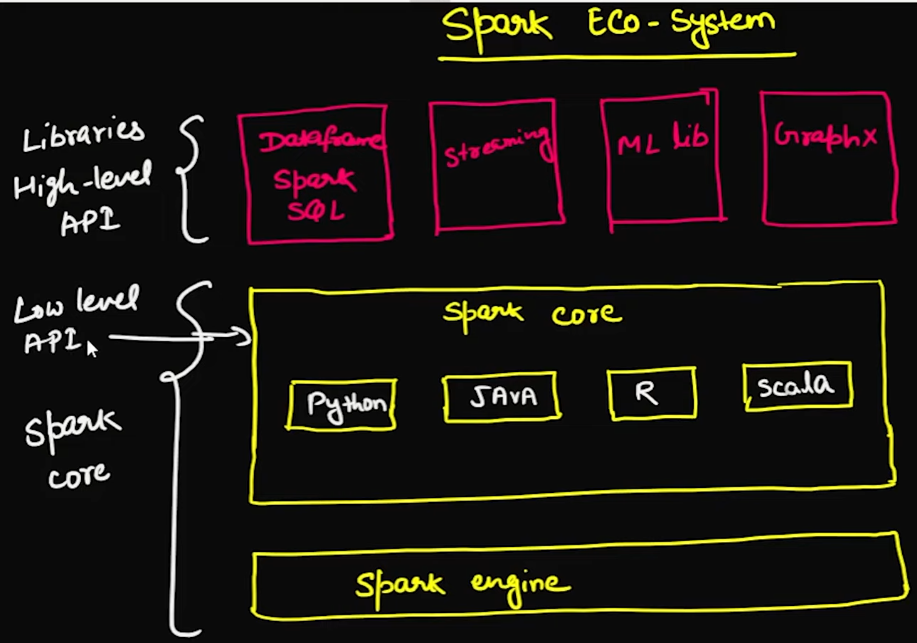 Spark ECO-System
Libraries
High-level
API
Dataframe
Spark
SQL
Streaming
ML lib
GraphX
Low level
API
Spark
core
Spark core
Python
JAVA
R
Scala
Spark engine